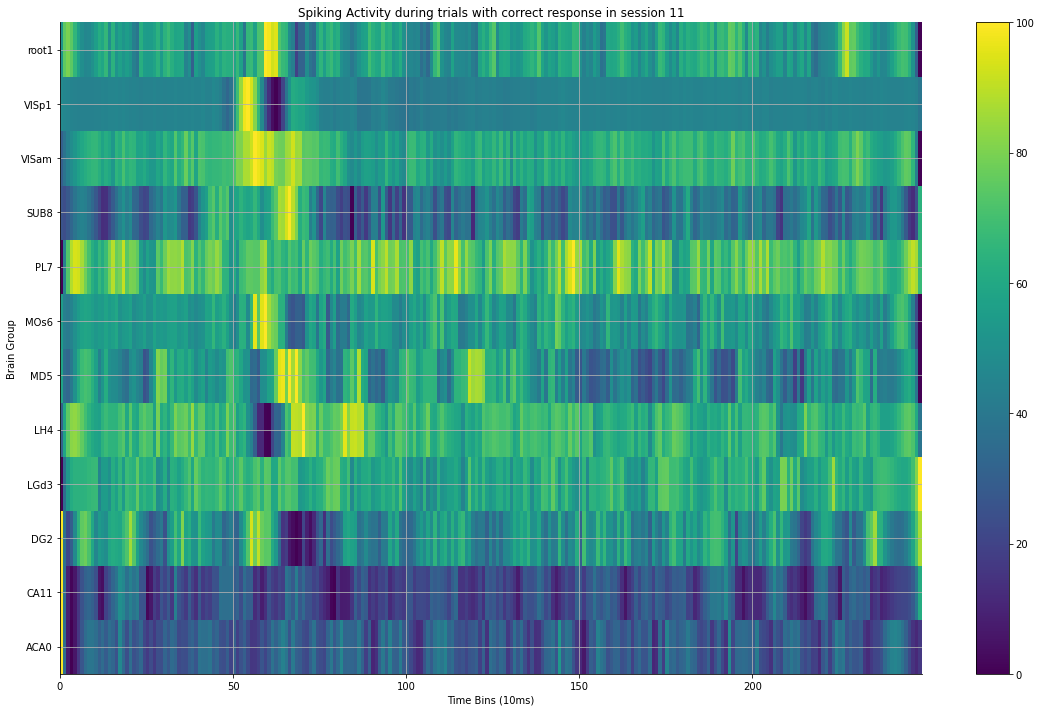 Spiking Activity during trials with correct response in session 11
root1
VISp1
VISam
SUB8
PL7
MOs6
MD5
LH4
LGd3
DG2
CA11
ACA0
Brain Group
0 50 100 150 200
Time Bins (10ms)
100
80
60
40
20
0